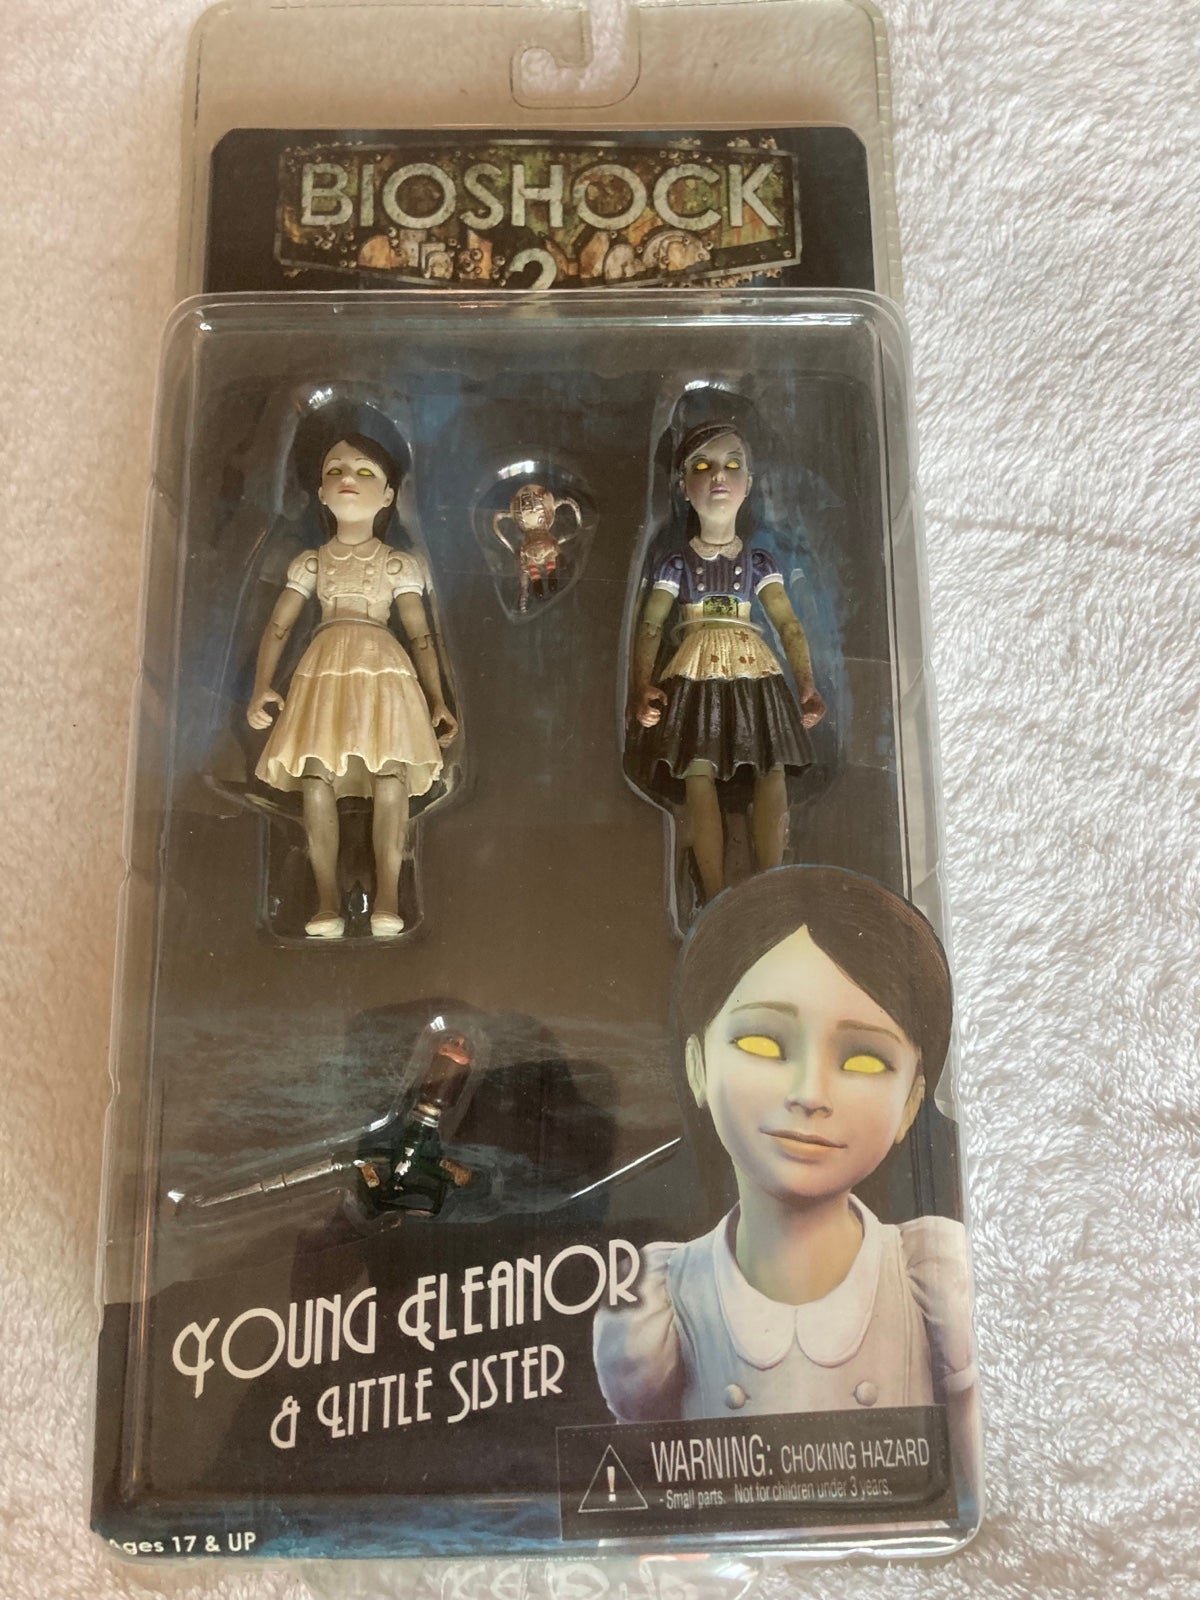 BIOSHOCK
2
YOUNG ELEANOR
& LITTLE SISTER
WARNING: CHOKING HAZARD
- Small parts. Not for children under 3 years.
Ages 17 & UP